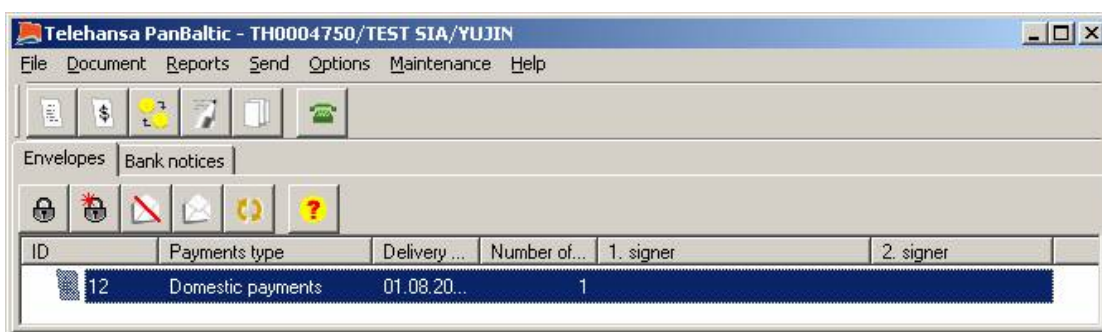 Telehansa PanBaltic - TH0004750/TEST SIA/YUJIN
File Document Reports Send Options Maintenance Help
$
Envelopes Bank notices
?
ID Payments type Delivery ... Number of... 1. signer 2. signer
12 Domestic payments 01.08.20... 1